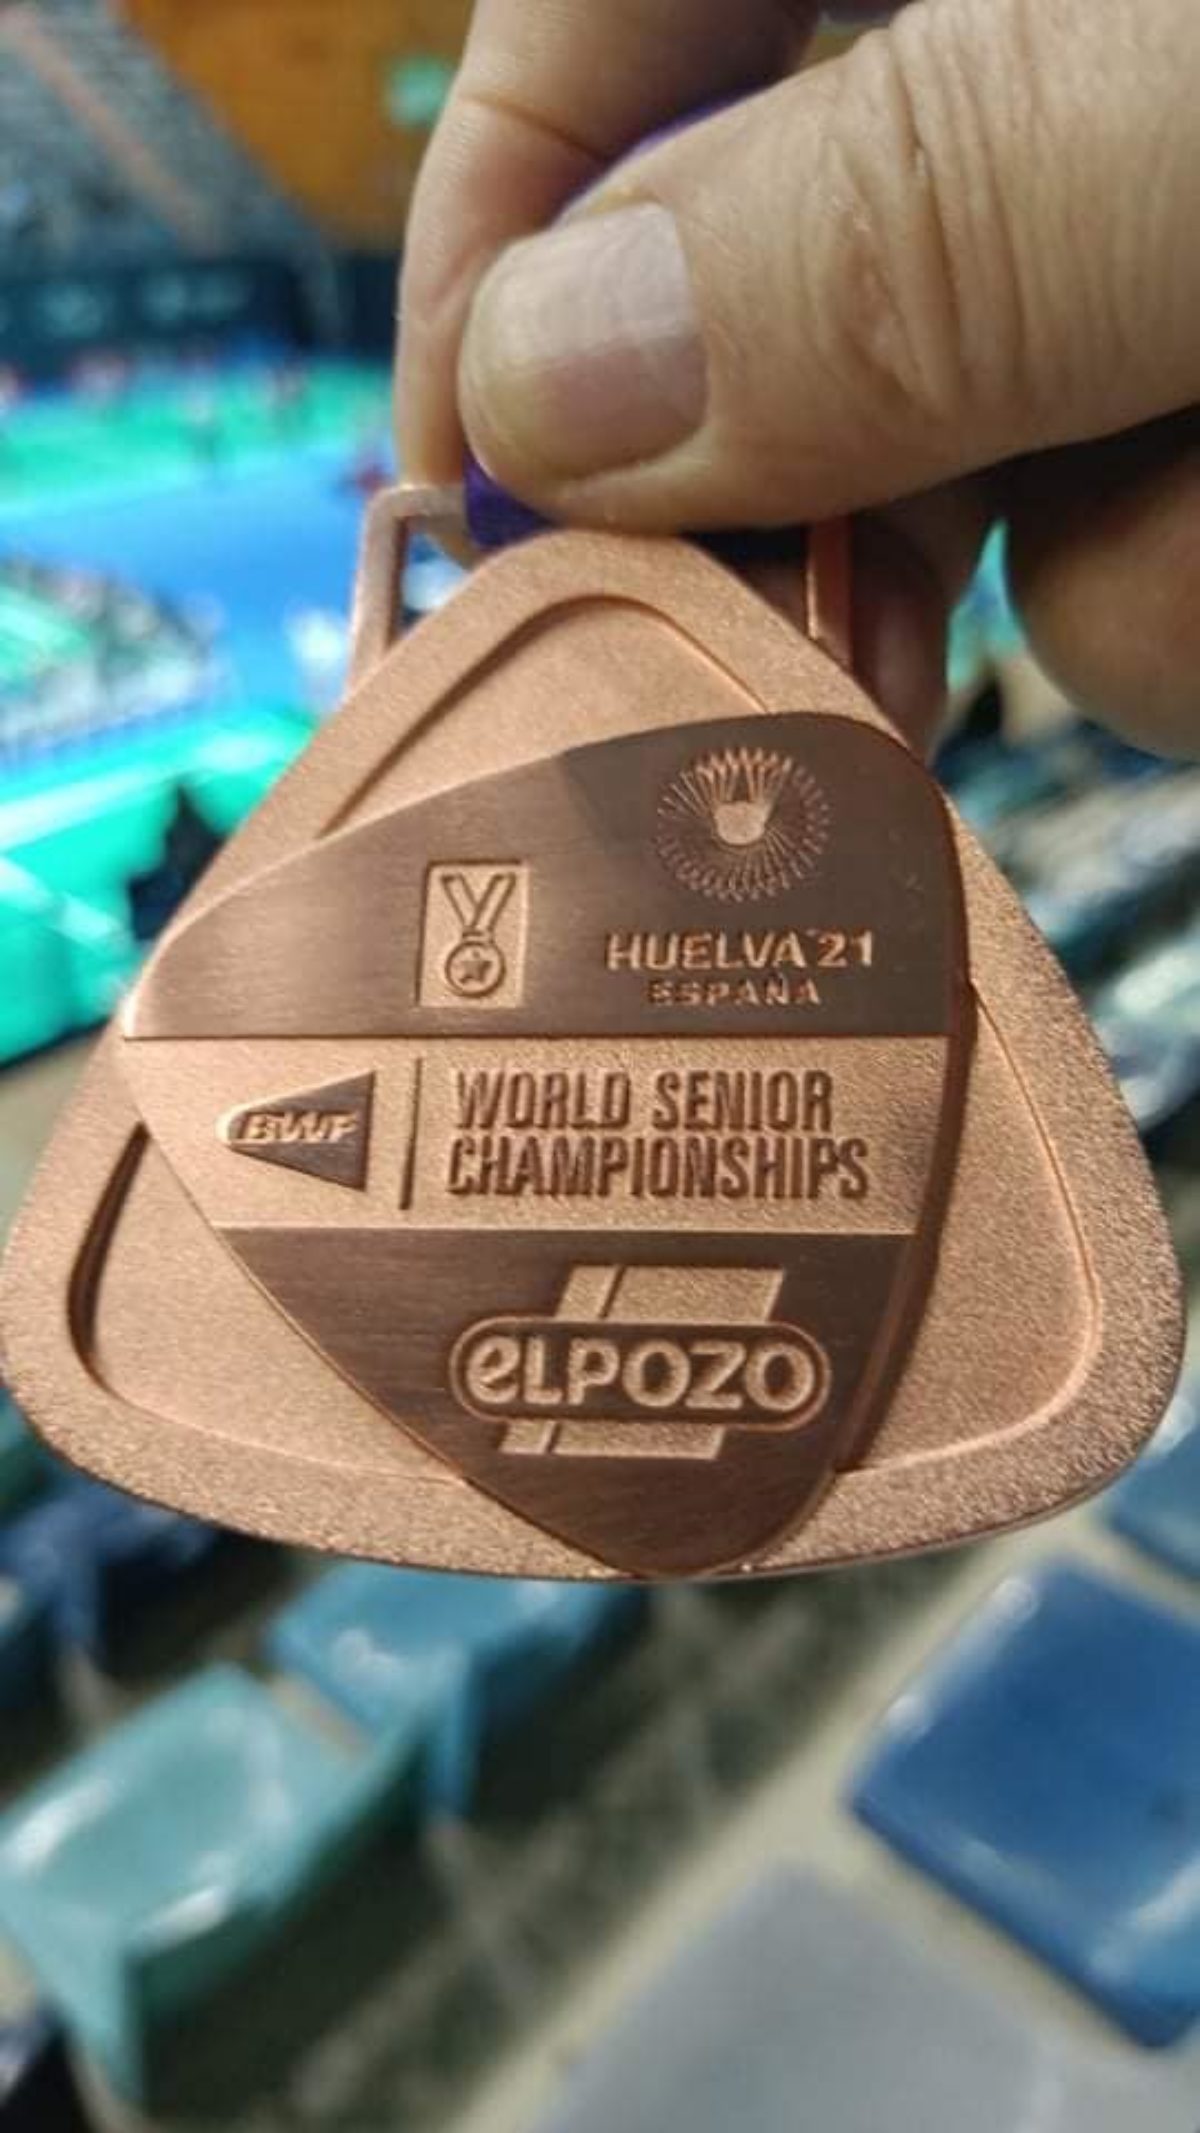 HUELVA'21
ESPAÑA
BWF
WORLD SENIOR
CHAMPIONSHIPS
eLPOZO